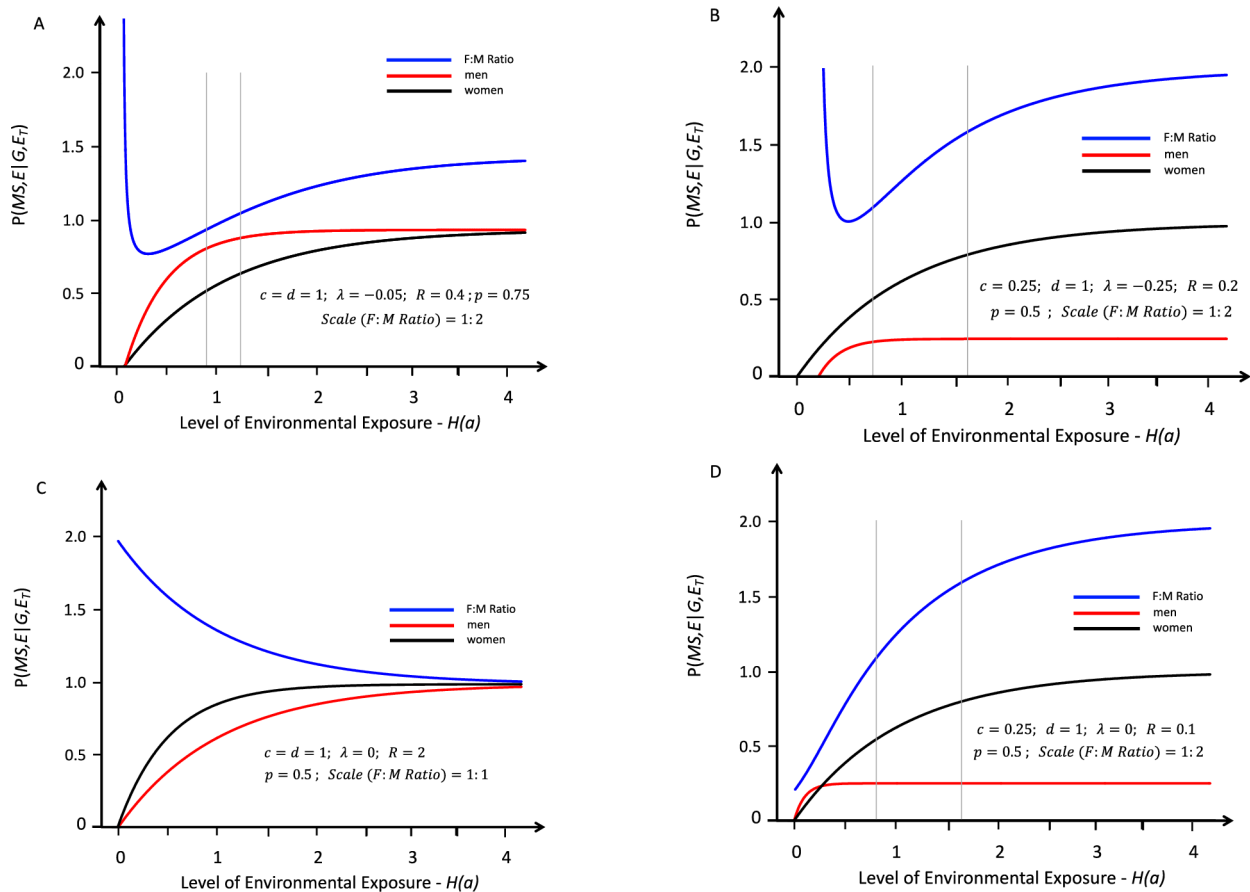 A
P(MS,E|G,E_T)
2.0
1.5
1.0
0.5
0
F:M Ratio
men
women
c = d = 1; λ = −0.05; R = 0.4 ; p = 0.75
Scale (F: M Ratio) = 1: 2
0 1 2 3 4
Level of Environmental Exposure - H(a)
B
P(MS,E|G,E_T)
2.0
1.5
1.0
0.5
0
F:M Ratio
men
women
c = 0.25; d = 1; λ = −0.25; R = 0.2
p = 0.5 ; Scale (F: M Ratio) = 1: 2
0 1 2 3 4
Level of Environmental Exposure - H(a)
C
P(MS,E|G,E_T)
2.0
1.5
1.0
0.5
0
F:M Ratio
men
women
c = d = 1; λ = 0; R = 2
p = 0.5 ; Scale (F: M Ratio) = 1: 1
0 1 2 3 4
Level of Environmental Exposure - H(a)
D
P(MS,E|G,E_T)
2.0
1.5
1.0
0.5
0
F:M Ratio
men
women
c = 0.25; d = 1; λ = 0; R = 0.1
p = 0.5 ; Scale (F: M Ratio) = 1: 2
0 1 2 3 4
Level of Environmental Exposure - H(a)